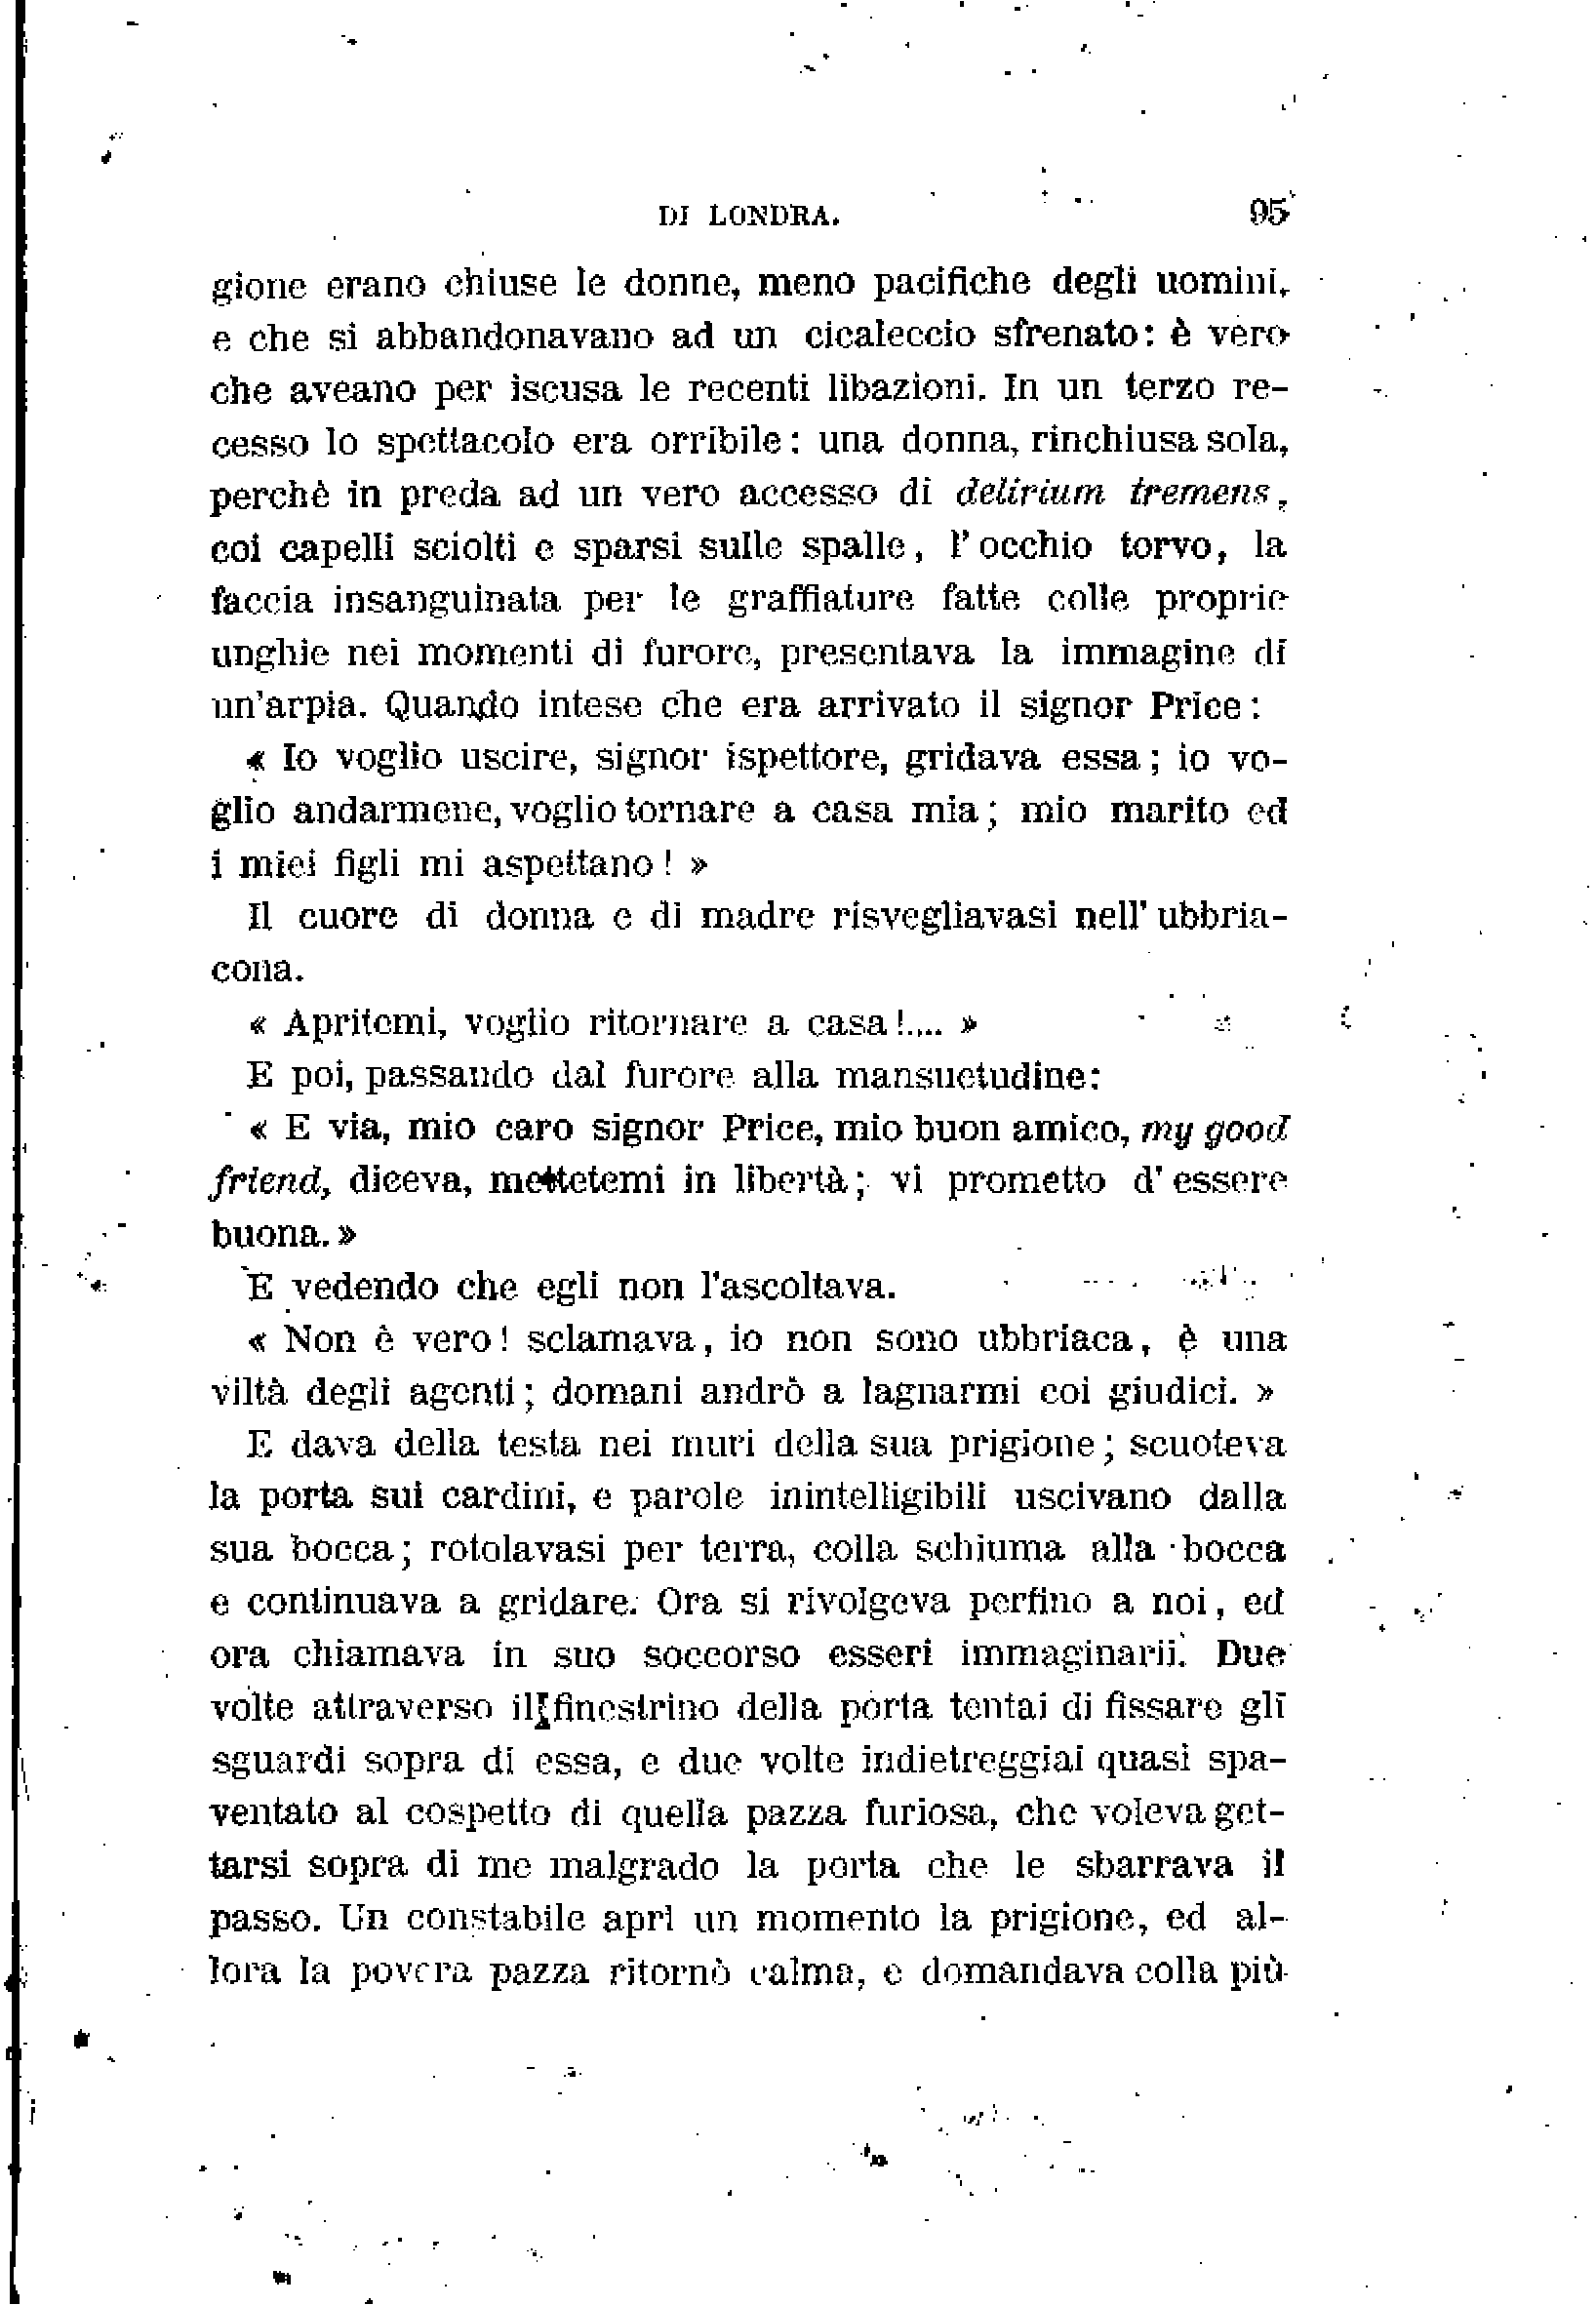 DI LONDRA. 95
gione erano chiuse le donne, meno pacifiche degli uomini,
e che si abbandonavano ad un cicaleccio sfrenato: è vero
che aveano per iscusa le recenti libazioni. In un terzo re-
cesso lo spettacolo era orribile: una donna, rinchiusa sola,
perchè in preda ad un vero accesso di delirium tremens,
coi capelli sciolti e sparsi sulle spalle, l'occhio torvo, la
faccia insanguinata per le graffiature fatte colle proprie
unghie nei momenti di furore, presentava la immagine di
un'arpia. Quando intese che era arrivato il signor Price:
« Io voglio uscire, signor ispettore, gridava essa; io vo-
glio andarmene, voglio tornare a casa mia; mio marito ed
i miei figli mi aspettano! »
Il cuore di donna e di madre risvegliavasi nell'ubbria-
cona.
« Apritemi, voglio ritornare a casa!.... »
E poi, passando dal furore alla mansuetudine:
« E via, mio caro signor Price, mio buon amico, my good
friend, diceva, mettetemi in libertà; vi prometto d'essere
buona. »
E vedendo che egli non l'ascoltava.
« Non è vero! sclamava, io non sono ubbriaca, è una
viltà degli agenti; domani andrò a lagnarmi coi giudici. »
E dava della testa nei muri della sua prigione; scuoteva
la porta sui cardini, e parole inintelligibili uscivano dalla
sua bocca; rotolavasi per terra, colla schiuma alla bocca
e continuava a gridare. Ora si rivolgeva perfino a noi, ed
ora chiamava in suo soccorso esseri immaginarii. Due
volte attraverso il finestrino della porta tentai di fissare gli
sguardi sopra di essa, e due volte indietreggiai quasi spa-
ventato al cospetto di quella pazza furiosa, che voleva get-
tarsi sopra di me malgrado la porta che le sbarrava il
passo. Un constabile aprì un momento la prigione, ed al-
lora la povera pazza ritornò calma, e domandava colla più